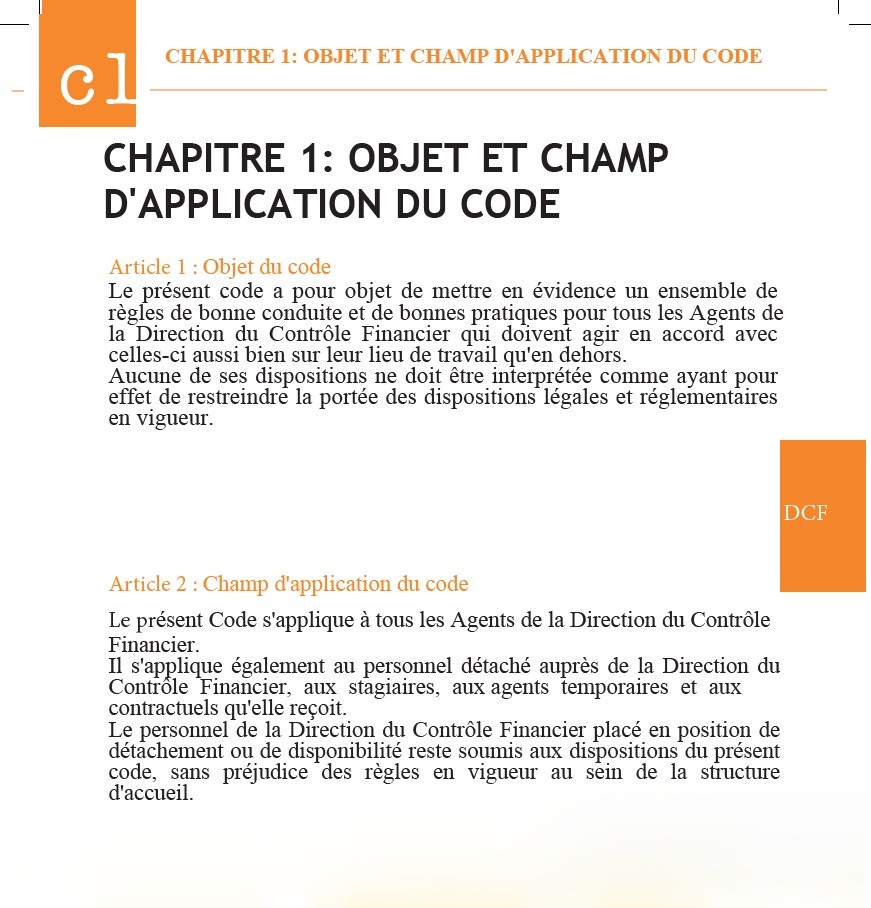 cl
CHAPITRE 1: OBJET ET CHAMP D'APPLICATION DU CODE
CHAPITRE 1: OBJET ET CHAMP
D'APPLICATION DU CODE
Article 1 : Objet du code
Le présent code a pour objet de mettre en évidence un ensemble de
règles de bonne conduite et de bonnes pratiques pour tous les Agents de
la Direction du Contrôle Financier qui doivent agir en accord avec
celles-ci aussi bien sur leur lieu de travail qu'en dehors.
Aucune de ses dispositions ne doit être interprétée comme ayant pour
effet de restreindre la portée des dispositions légales et réglementaires
en vigueur.
DCF
Article 2 : Champ d'application du code
Le présent Code s'applique à tous les Agents de la Direction du Contrôle
Financier.
Il s'applique également au personnel détaché auprès de la Direction du
Contrôle Financier, aux stagiaires, aux agents temporaires et aux
contractuels qu'elle reçoit.
Le personnel de la Direction du Contrôle Financier placé en position de
détachement ou de disponibilité reste soumis aux dispositions du présent
code, sans préjudice des règles en vigueur au sein de la structure
d'accueil.